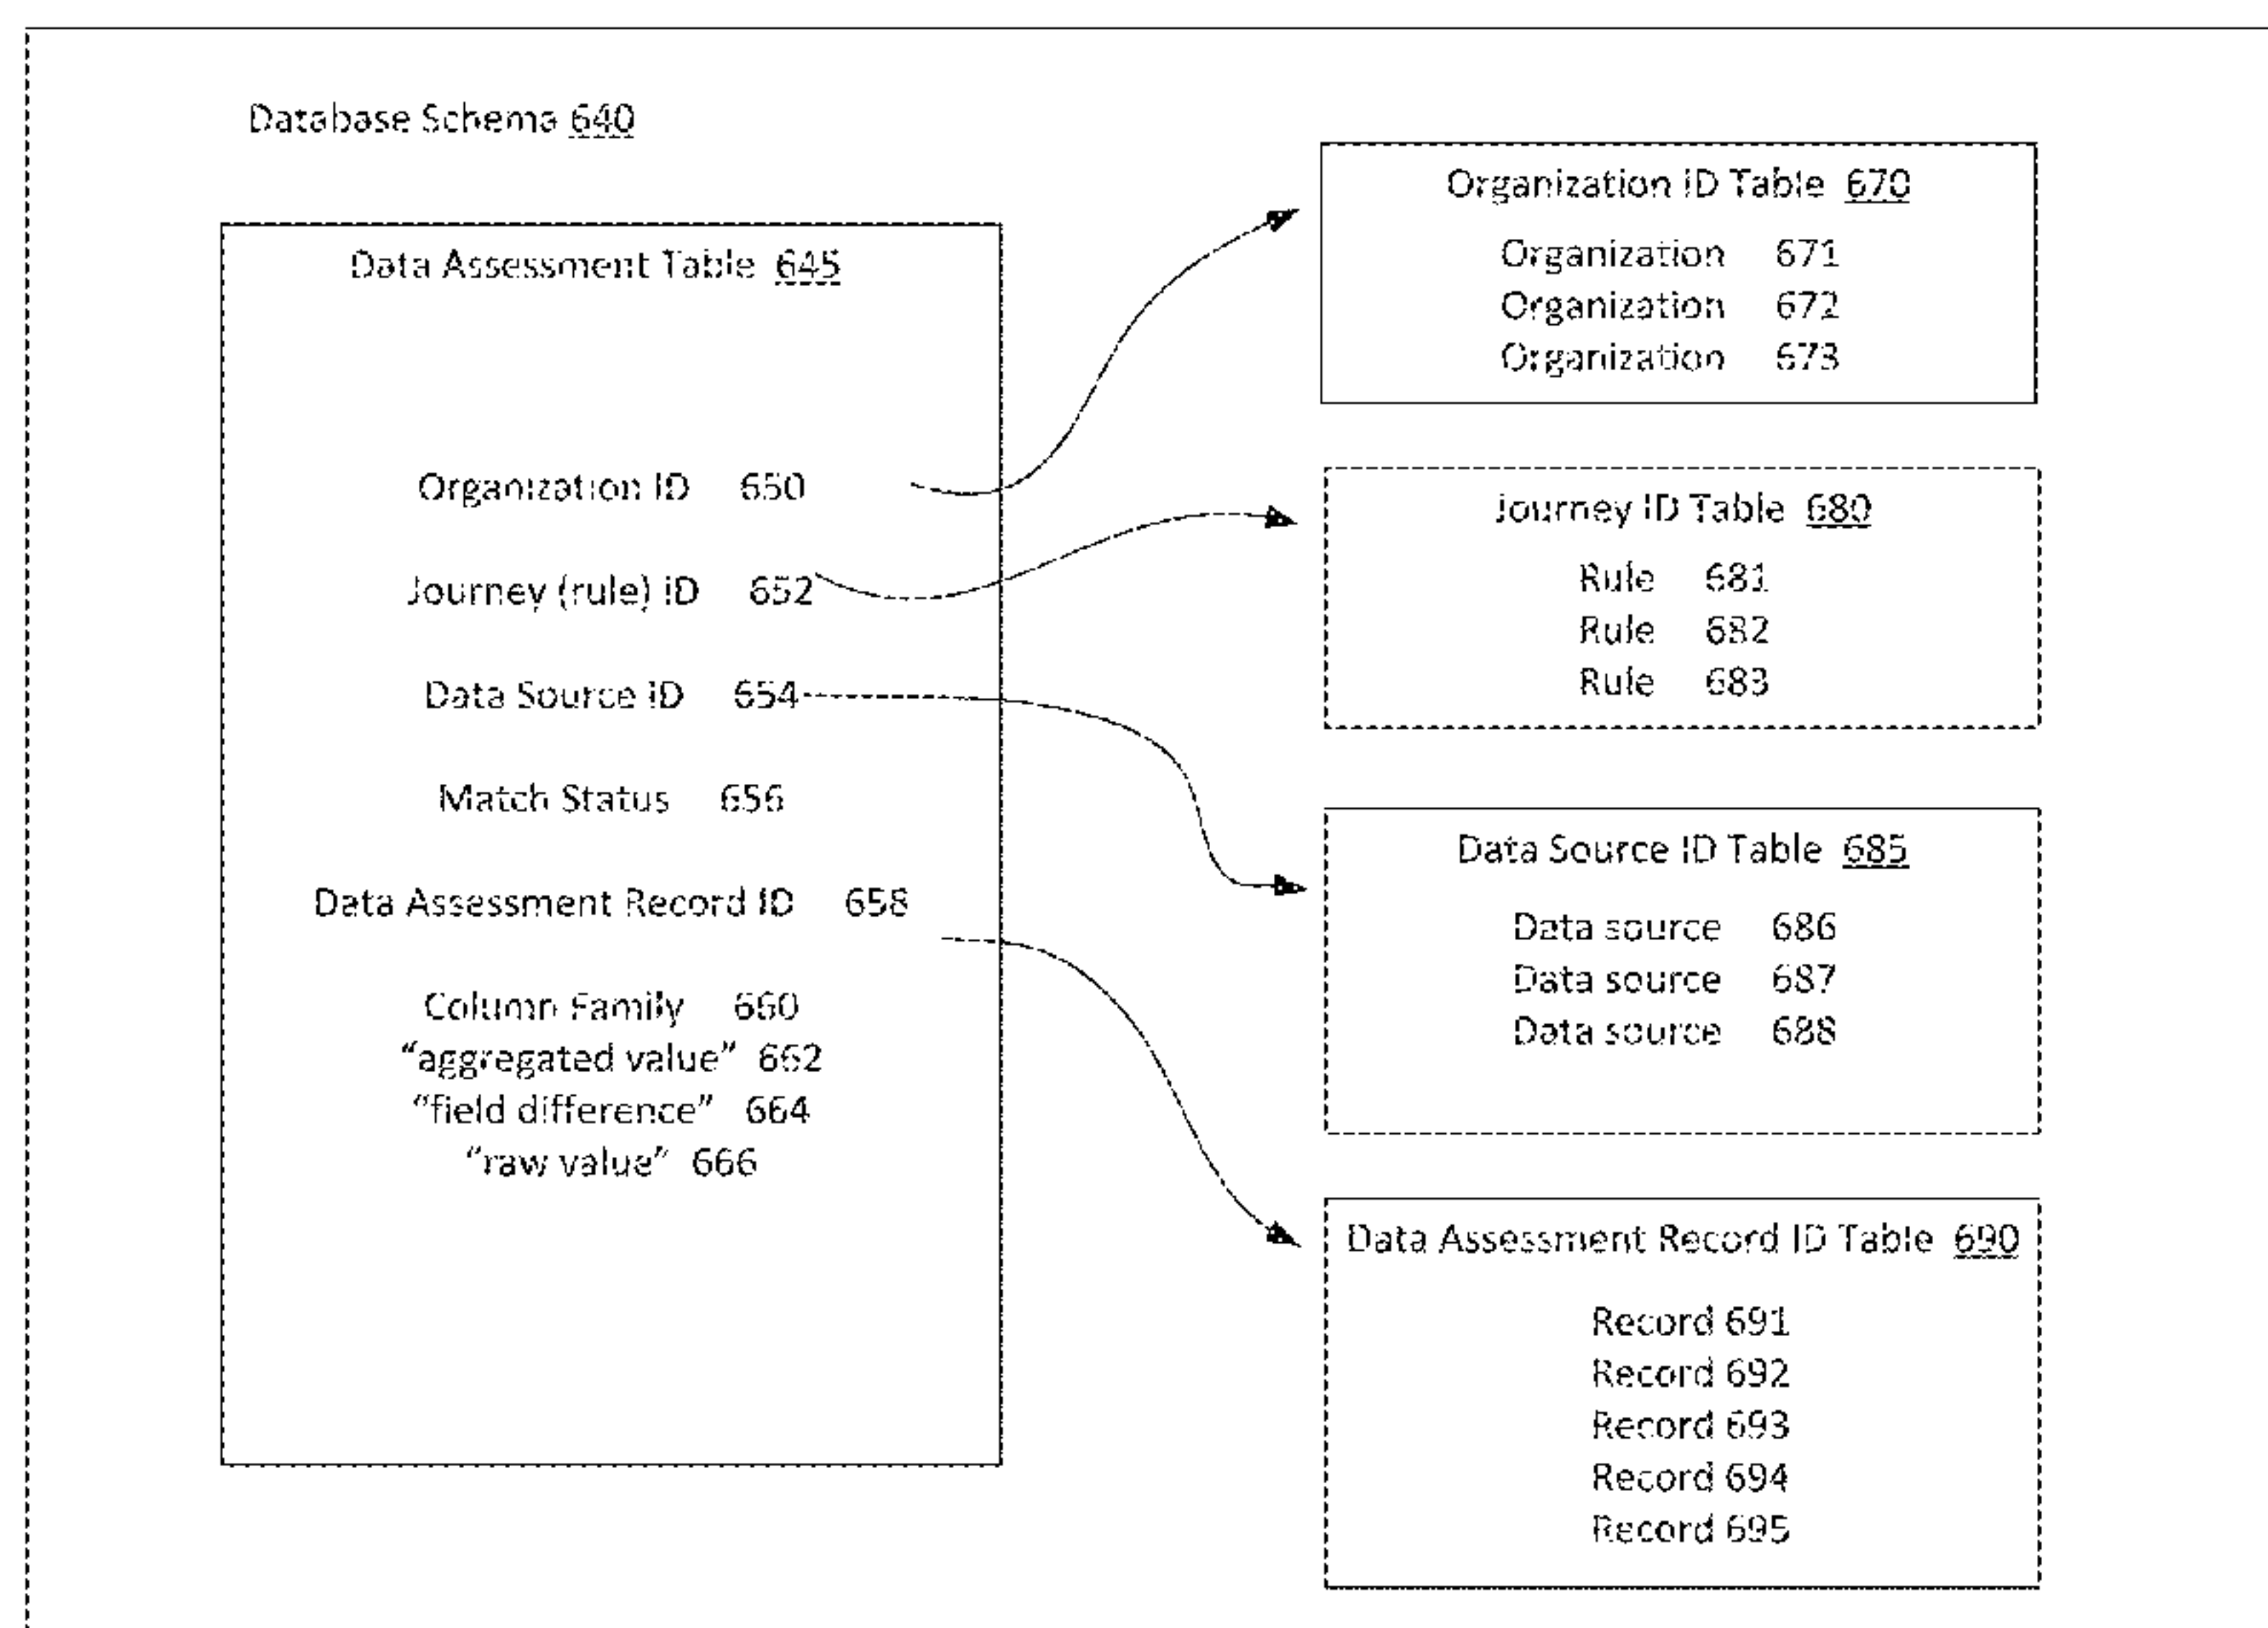 Database Schema 640
Data Assessment Table 645
Organization ID 650
Journey (rule) ID 652
Data Source ID 654
Match Status 656
Data Assessment Record ID 658
Column Family 660
“aggregated value” 662
“field difference” 664
“raw value” 666
Organization ID Table 670
Organization 671
Organization 672
Organization 673
Journey ID Table 680
Rule 681
Rule 682
Rule 683
Data Source ID Table 685
Data source 686
Data source 687
Data source 688
Data Assessment Record ID Table 690
Record 691
Record 692
Record 693
Record 694
Record 695